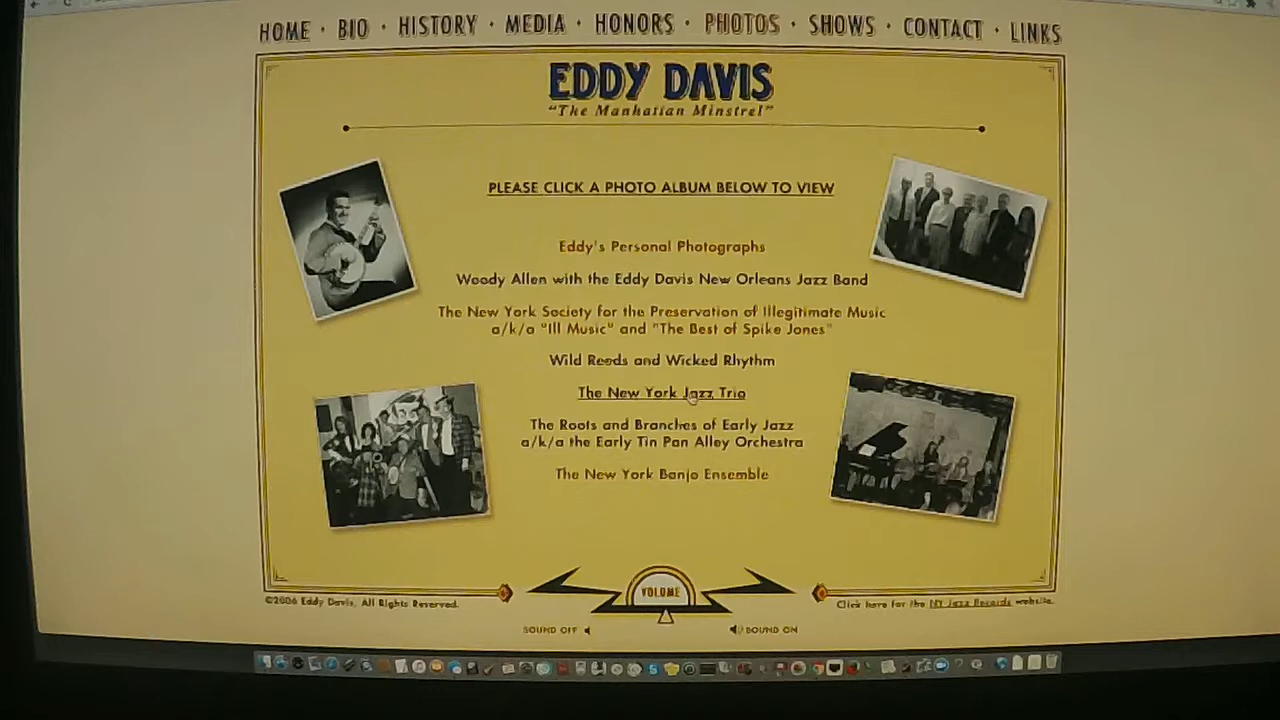 HOME · BIO · HISTORY · MEDIA · HONORS · PHOTOS · SHOWS · CONTACT · LINKS
EDDY DAVIS
"The Manhattan Minstrel"
PLEASE CLICK A PHOTO ALBUM BELOW TO VIEW
Eddy's Personal Photographs
Woody Allen with the Eddy Davis New Orleans Jazz Band
The New York Society for the Preservation of Illegitimate Music
a/k/a "Ill Music" and "The Best of Spike Jones"
Wild Reeds and Wicked Rhythm
The New York Jazz Trio
The Roots and Branches of Early Jazz
a/k/a the Early Tin Pan Alley Orchestra
The New York Banjo Ensemble
VOLUME
©2006 Eddy Davis, All Rights Reserved.
Click here for the NY Jazz Records website.
SOUND OFF
SOUND ON